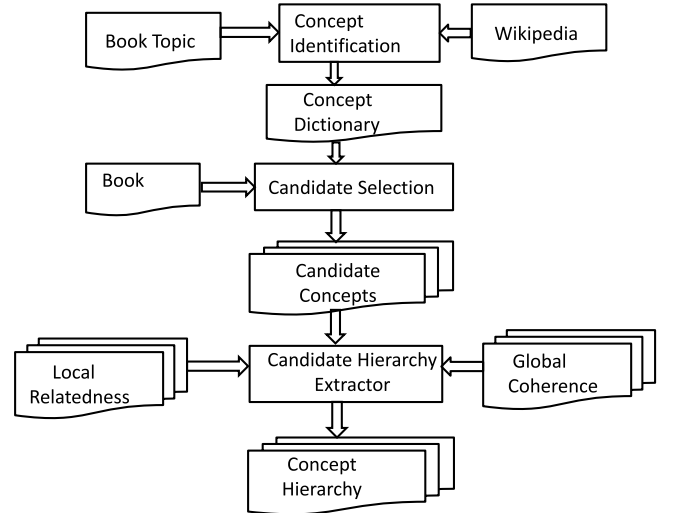 Book Topic
Concept
Identification
Wikipedia
Concept
Dictionary
Book
Candidate Selection
Candidate
Concepts
Local
Relatedness
Candidate Hierarchy
Extractor
Global
Coherence
Concept
Hierarchy